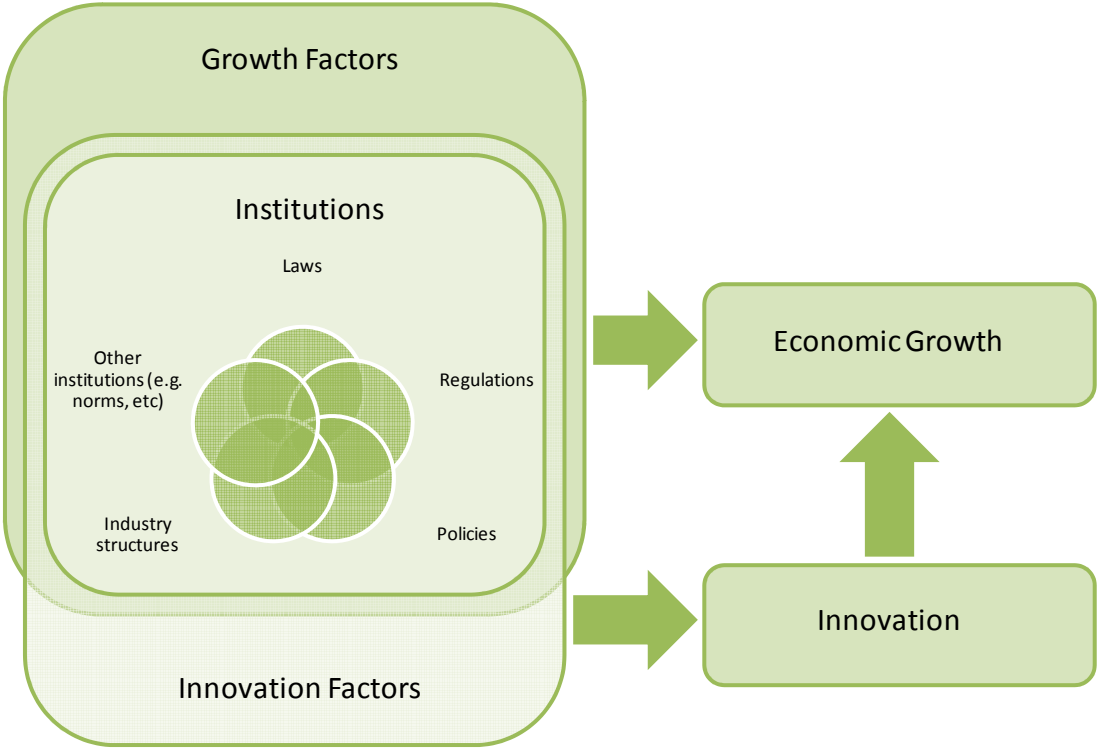 Growth Factors
Institutions
Laws
Other
institutions (e.g.
norms, etc)
Regulations
Industry
structures
Policies
Innovation Factors
Economic Growth
Innovation